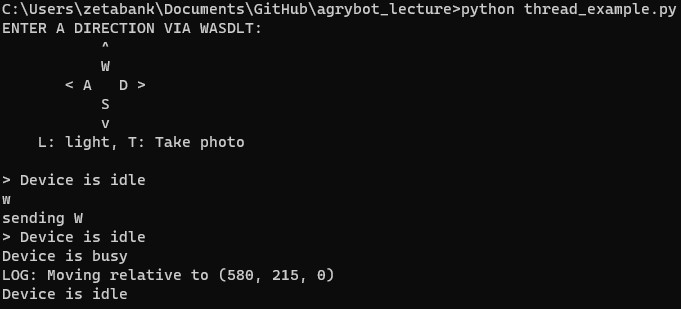 C:\Users\zetabank\Documents\GitHub\agrybot_lecture>python thread_example.py
ENTER A DIRECTION VIA WASDLT:
^
W
< A   D >
S
v
L: light, T: Take photo
> Device is idle
w
sending W
> Device is idle
Device is busy
LOG: Moving relative to (580, 215, 0)
Device is idle